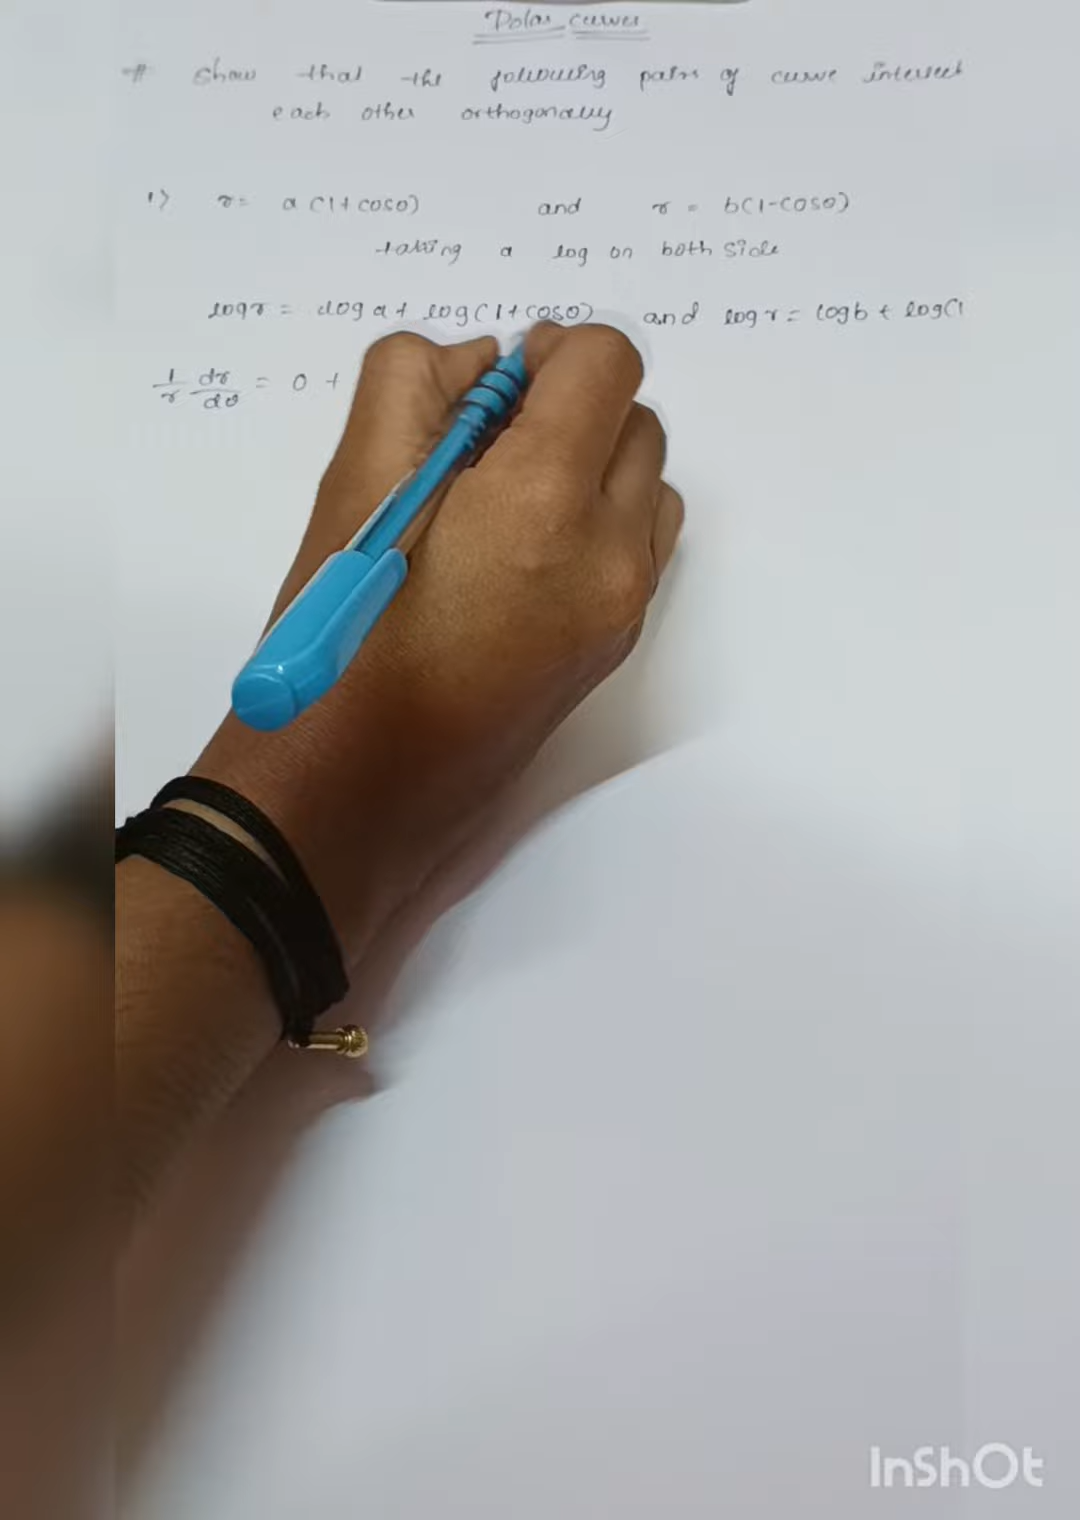 Polar curves
# Show that the following pairs of curve intersect
each other orthogonally
1) r = a (1+cosθ) and r = b(1-cosθ)
taking a log on both side
log r = log a + log(1+cosθ) and log r = log b + log(1
1/r dr/dθ = 0 +
InShOt